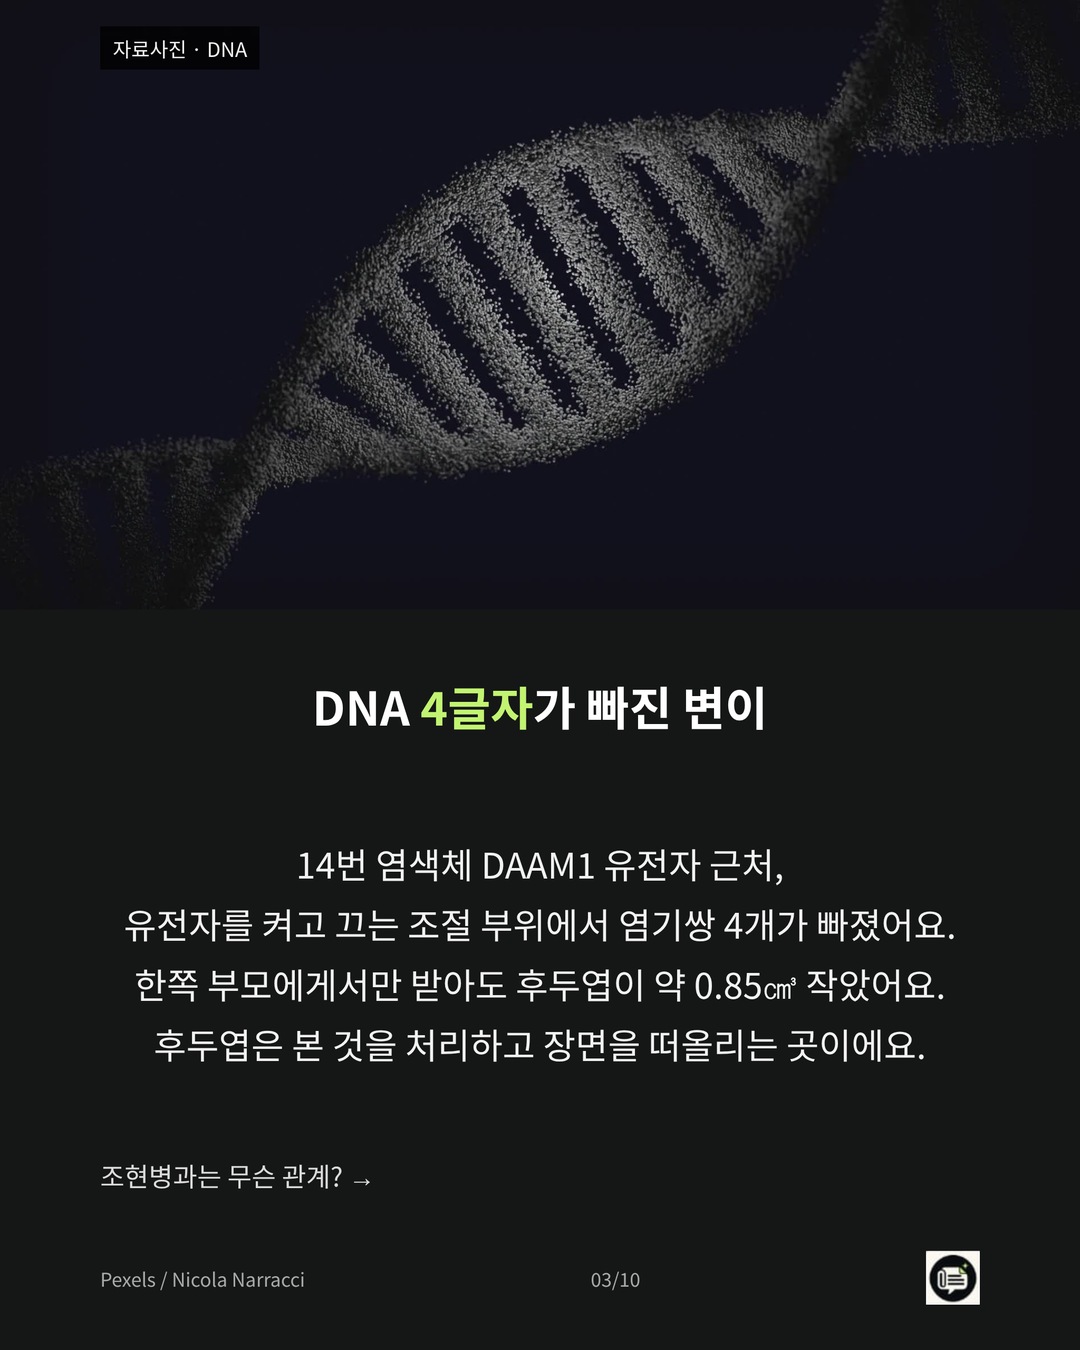 자료사진 · DNA
DNA 4글자가 빠진 변이
14번 염색체 DAAM1 유전자 근처,
유전자를 켜고 끄는 조절 부위에서 염기쌍 4개가 빠졌어요.
한쪽 부모에게서만 받아도 후두엽이 약 0.85㎤ 작았어요.
후두엽은 본 것을 처리하고 장면을 떠올리는 곳이에요.
조현병과는 무슨 관계? →
Pexels / Nicola Narracci
03/10